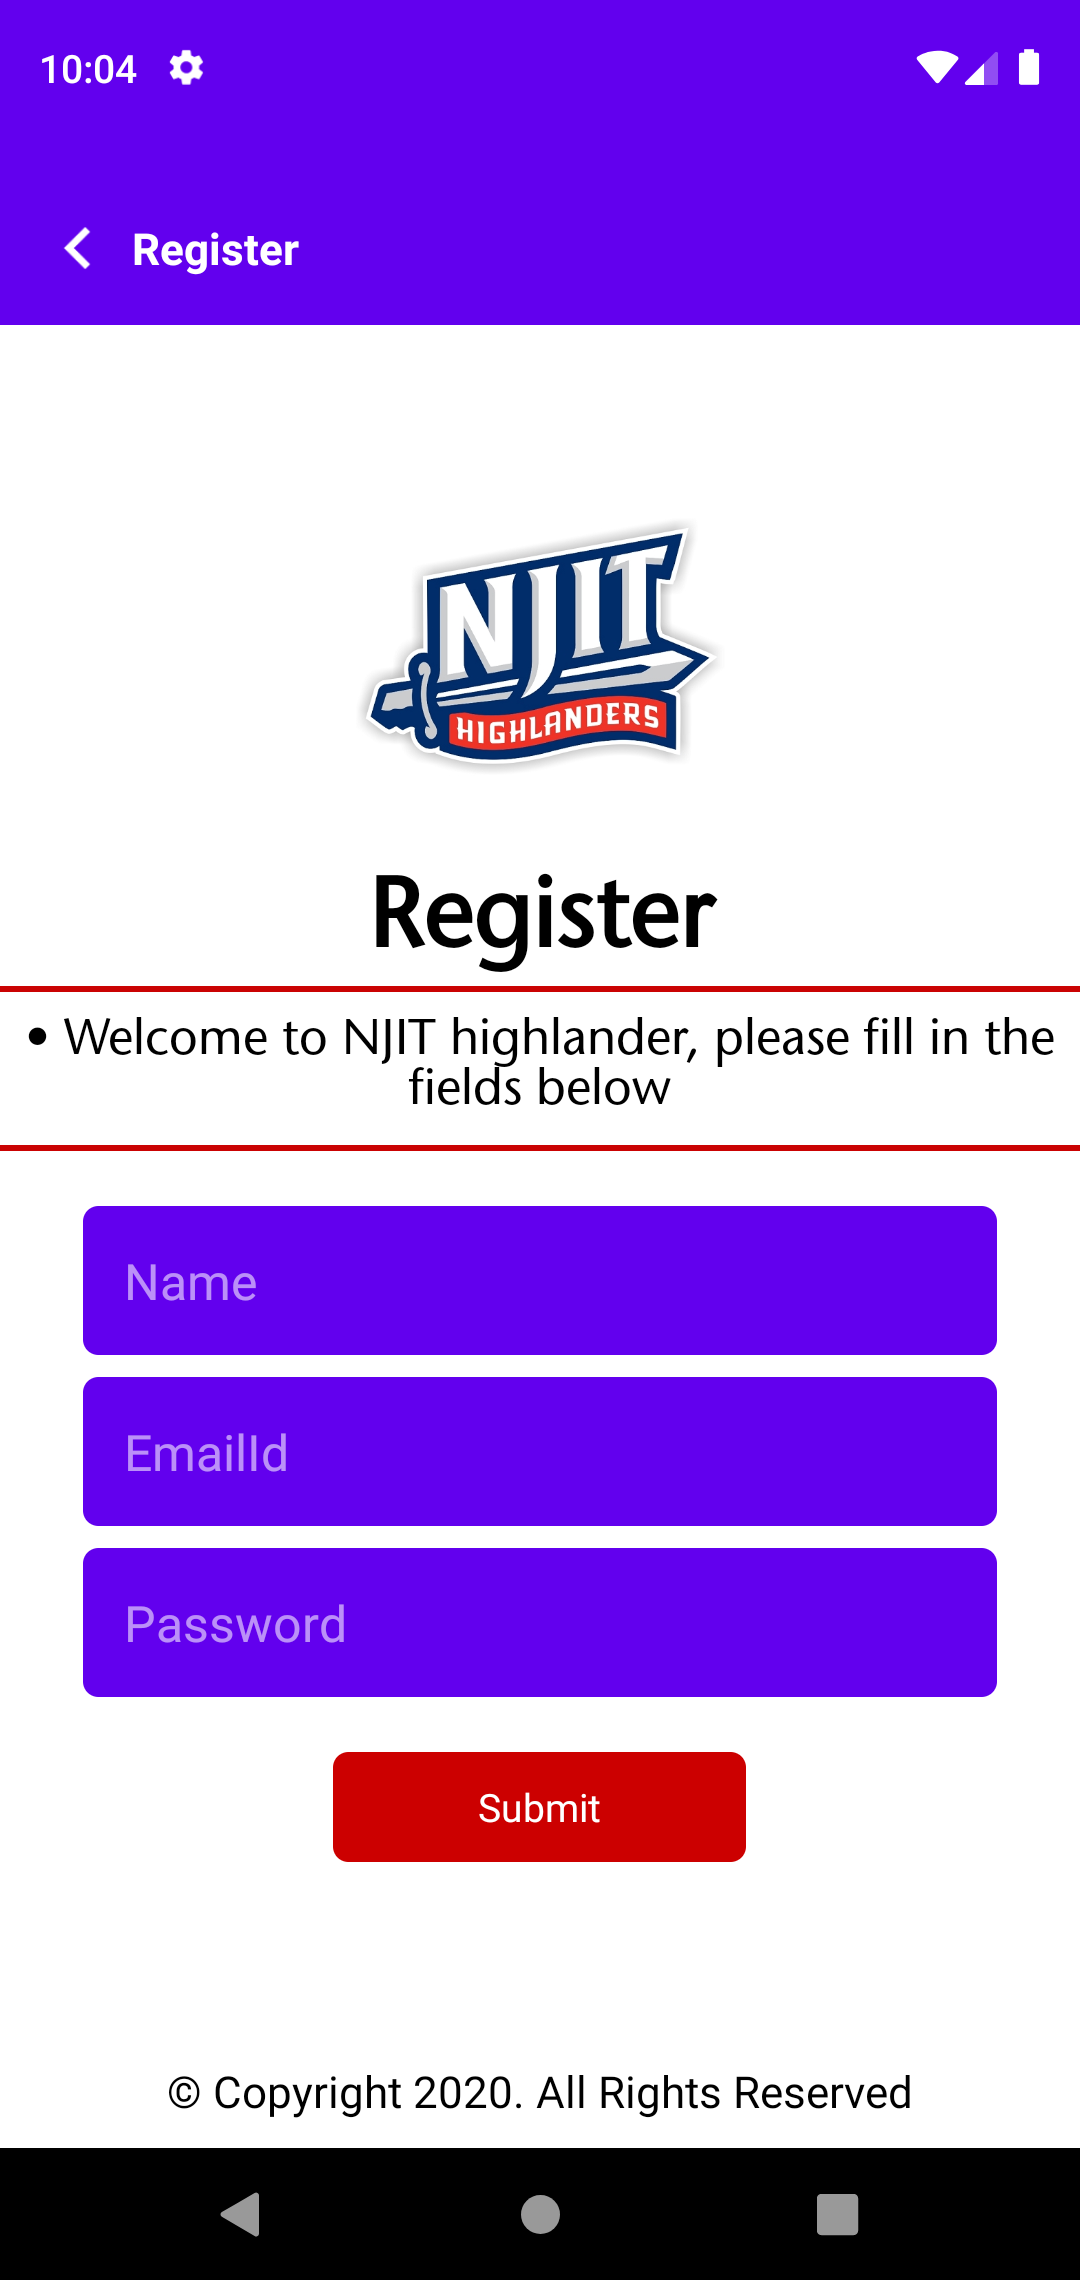 10:04
Register
NJIT
HIGHLANDERS
Register
• Welcome to NJIT highlander, please fill in the
fields below
Name
EmailId
Password
Submit
© Copyright 2020. All Rights Reserved